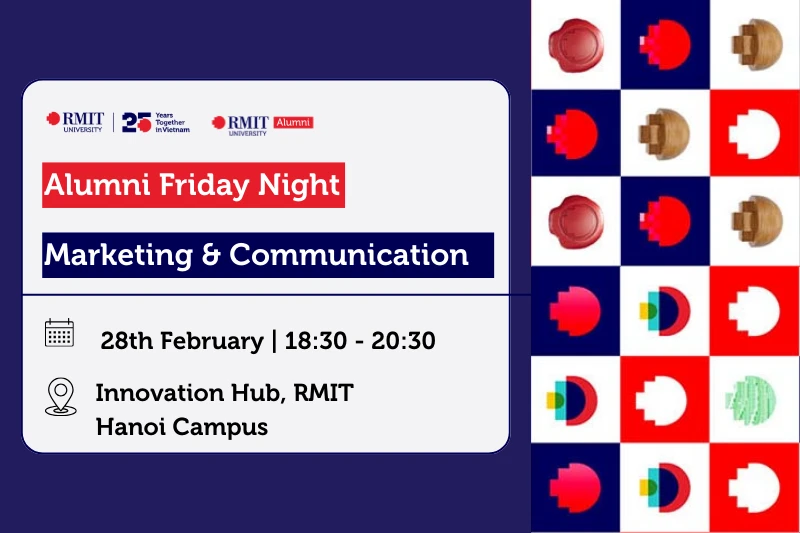 RMIT
UNIVERSITY
25 Years
Together
in Vietnam
RMIT Alumni
UNIVERSITY
Alumni Friday Night
Marketing & Communication
28th February | 18:30 - 20:30
Innovation Hub, RMIT
Hanoi Campus